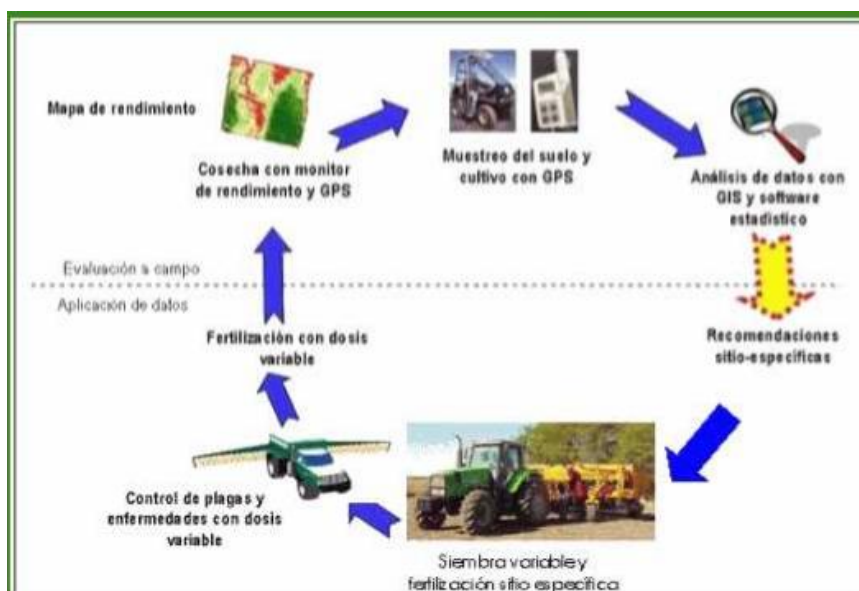 Mapa de rendimiento
Cosecha con monitor
de rendimiento y GPS
Muestreo del suelo y
cultivo con GPS
Análisis de datos con
GIS y software
estadístico
Evaluación a campo
Aplicación de datos
Recomendaciones
sitio-específicas
Fertilización con dosis
variable
Control de plagas y
enfermedades con dosis
variable
Siembra variable y
fertilización sitio específica